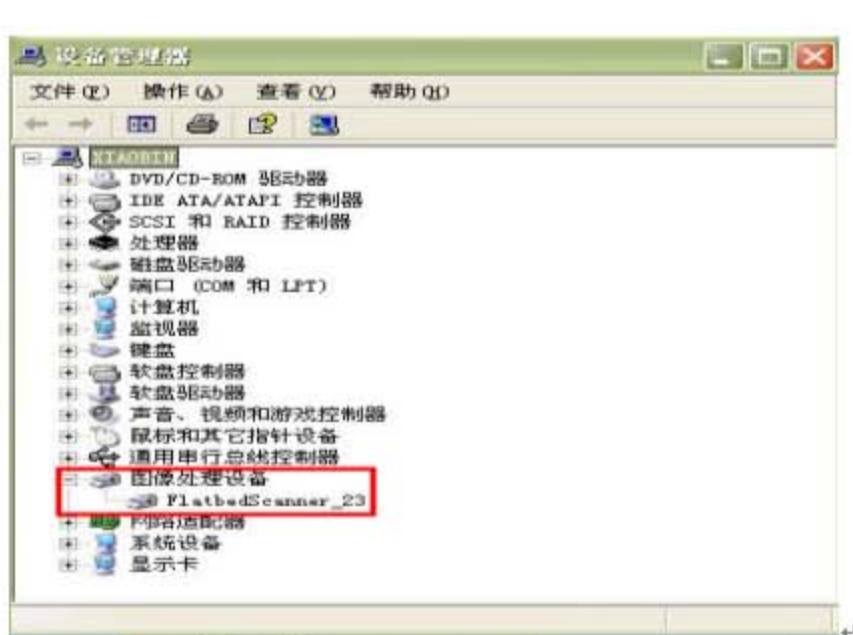 设备管理器
文件(F) 操作(A) 查看(V) 帮助(H)
XIAOBIN
DVD/CD-ROM 驱动器
IDE ATA/ATAPI 控制器
SCSI 和 RAID 控制器
处理器
磁盘驱动器
端口 (COM 和 LPT)
计算机
监视器
键盘
软盘控制器
软盘驱动器
声音、视频和游戏控制器
鼠标和其它指针设备
通用串行总线控制器
图像处理设备
FlatbedScanner_23
网络适配器
系统设备
显示卡